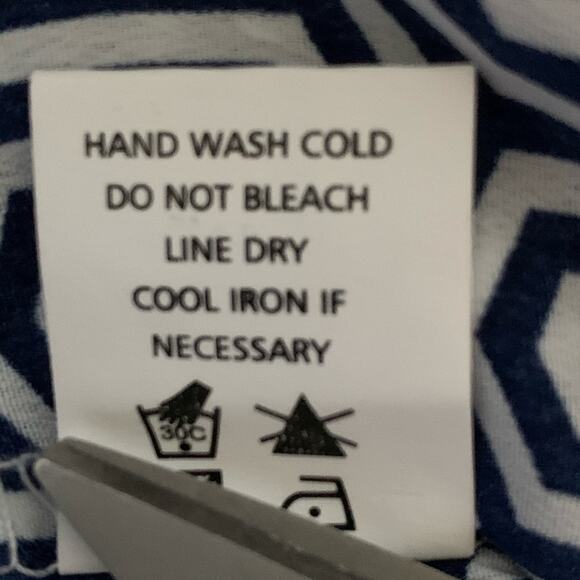 HAND WASH COLD
DO NOT BLEACH
LINE DRY
COOL IRON IF
NECESSARY
30C